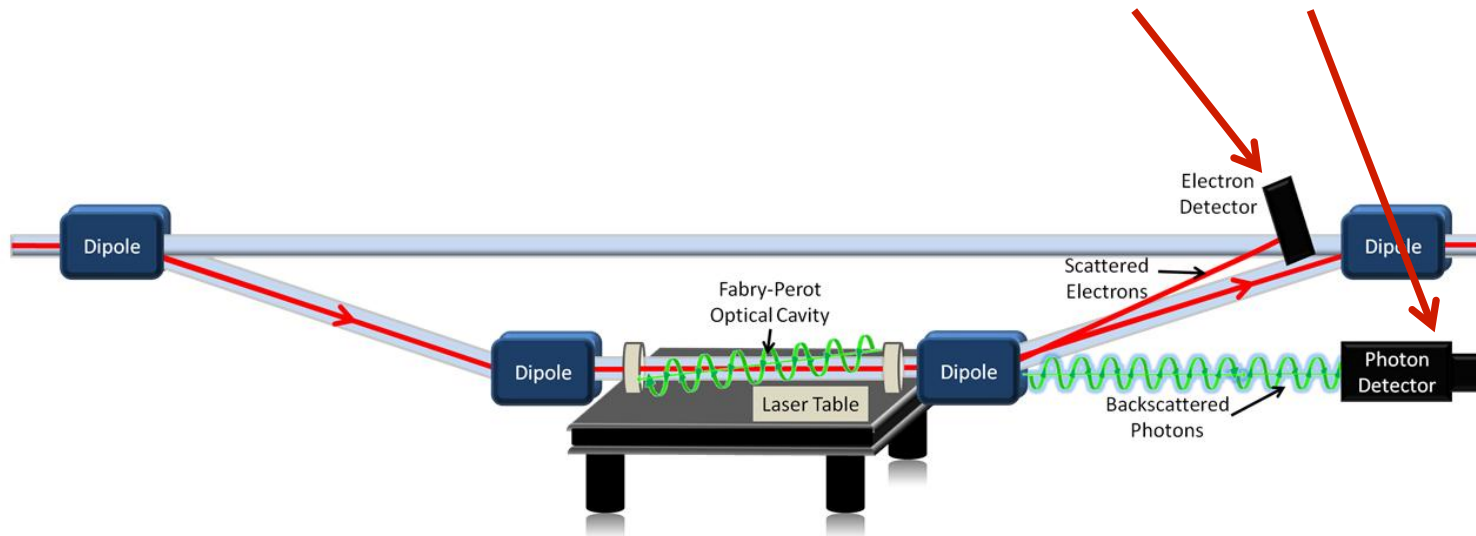 Electron
Detector
Dipole
Dipole
Scattered
Electrons
Fabry-Perot
Optical Cavity
Dipole
Dipole
Photon
Detector
Laser Table
Backscattered
Photons